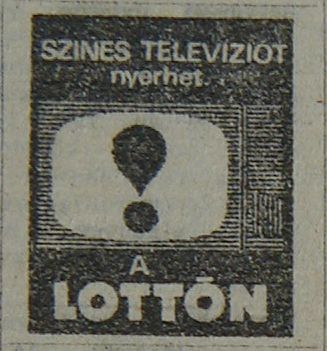 SZINES TELEVÍZIÓT
nyerhet
!
A
LOTTÓN